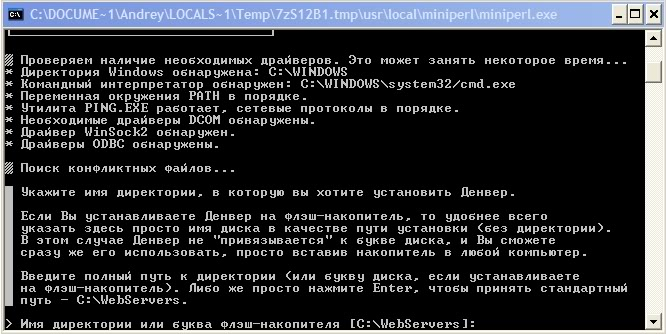 C:\DOCUME~1\Andrey\LOCALS~1\Temp\7zS12B1.tmp\usr\local\miniperl\miniperl.exe
Проверяем наличие необходимых драйверов. Это может занять некоторое время...
* Директория Windows обнаружена: C:\WINDOWS
* Командный интерпретатор обнаружен: C:\WINDOWS\system32/cmd.exe
* Переменная окружения PATH в порядке.
* Утилита PING.EXE работает, сетевые протоколы в порядке.
* Необходимые драйверы DCOM обнаружены.
* Драйвер WinSock2 обнаружен.
* Драйверы ODBC обнаружены.
Поиск конфликтных файлов...
Укажите имя директории, в которую вы хотите установить Денвер.
Если Вы устанавливаете Денвер на флэш-накопитель, то удобнее всего
указать здесь просто имя диска в качестве пути установки (без директории).
В этом случае Денвер не "привязывается" к букве диска, и Вы сможете
сразу же его использовать, просто вставив накопитель в любой компьютер.
Введите полный путь к директории (или букву диска, если устанавливаете
на флэш-накопитель). Либо же просто нажмите Enter, чтобы принять стандартный
путь - C:\WebServers.
> Имя директории или буква флэш-накопителя [C:\WebServers]: